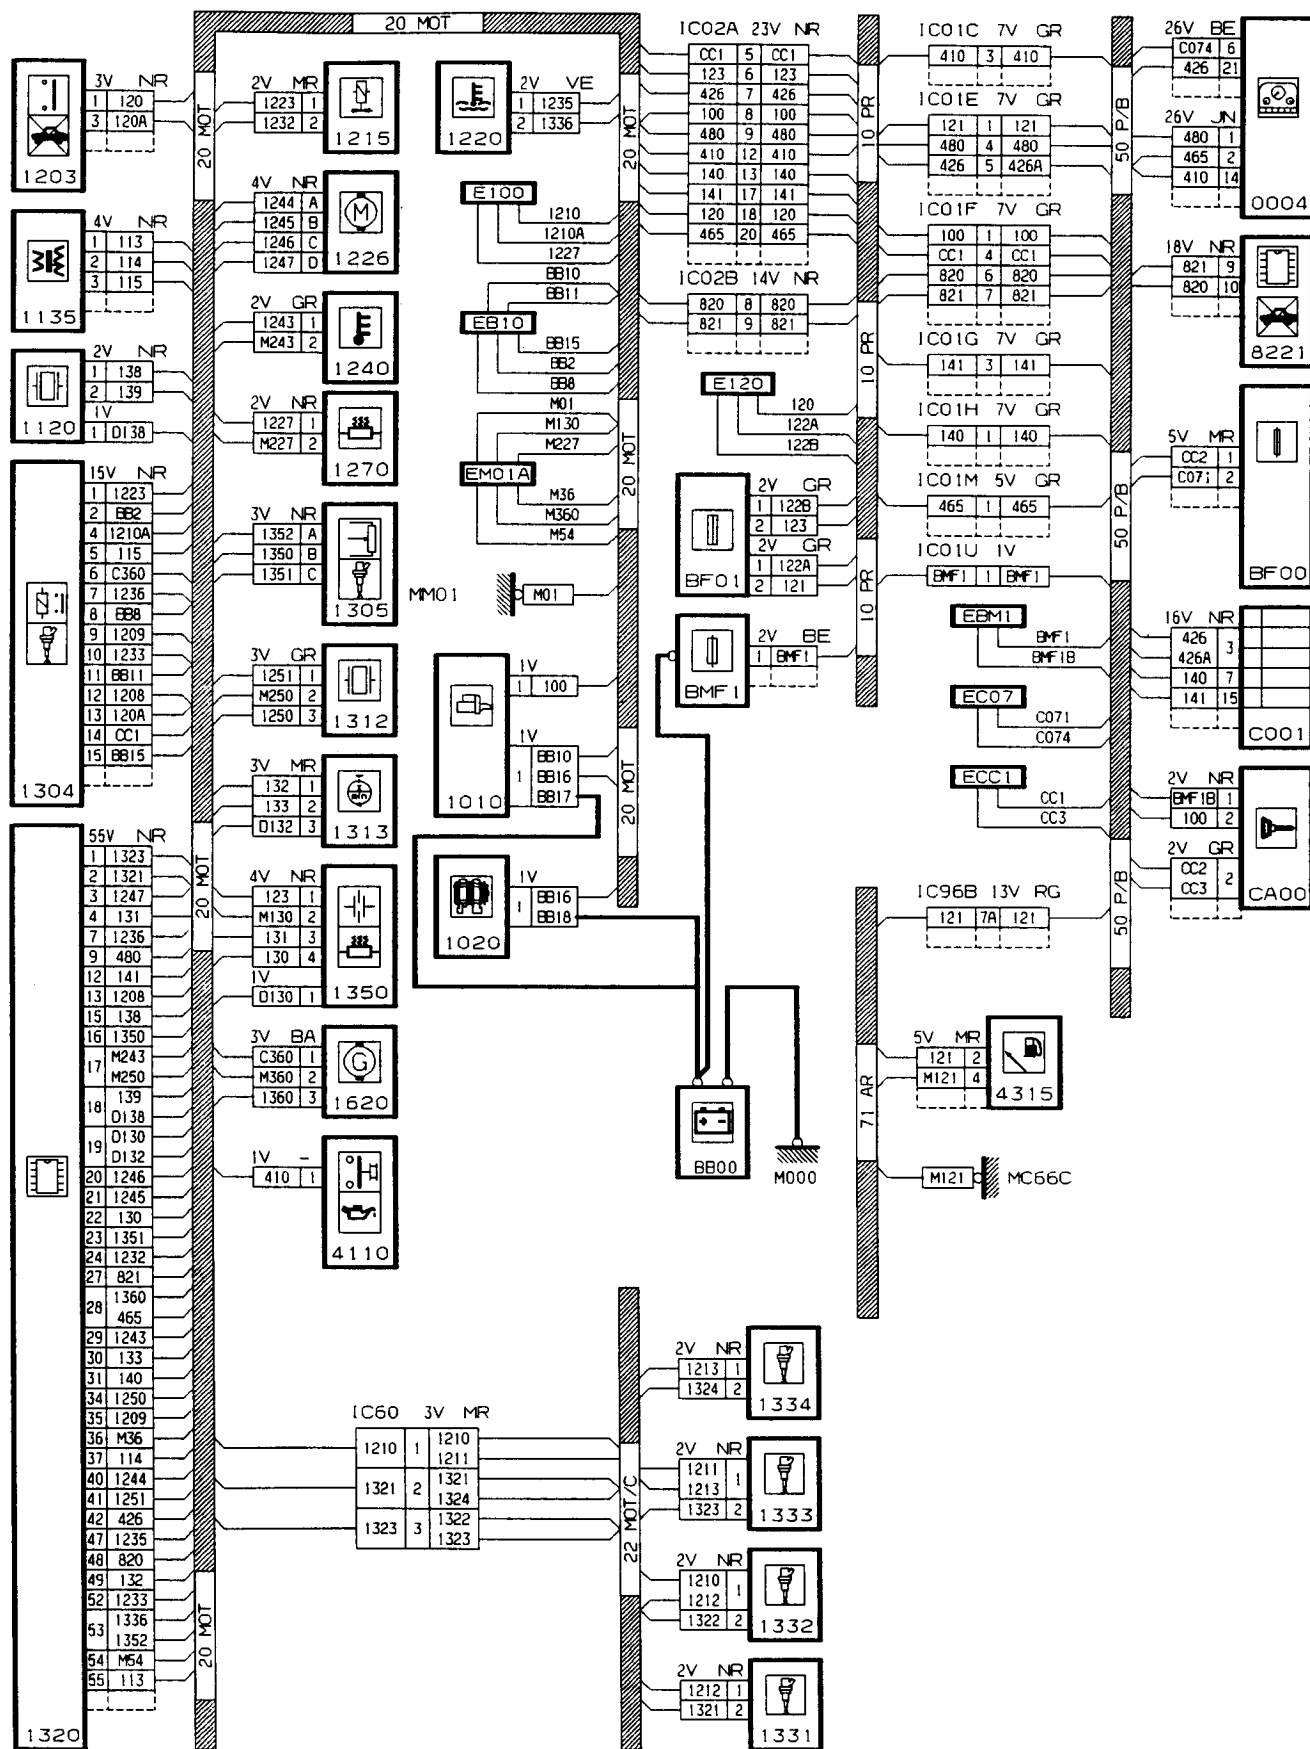 20 MOT
3V NR
1 120
3 120A
1203
4V NR
1 113
2 114
3 115
1135
2V NR
1 138
2 139
1V
1 D138
1120
15V NR
1 1223
2 BB2
4 1210A
5 115
6 C360
7 1236
8 BB8
9 1209
10 1233
11 BB11
12 1208
13 120A
14 CC1
15 BB15
1304
55V NR
1 1323
2 1321
3 1247
4 131
7 1236
9 480
12 141
13 1208
15 138
16 1350
17 M243
M250
18 139
D138
19 D130
D132
20 1246
21 1245
22 130
23 1351
24 1232
27 821
28 1360
465
29 1243
30 133
31 140
34 1250
35 1209
36 M36
37 114
40 1244
41 1251
42 426
47 1235
48 820
49 132
52 1233
53 1336
1352
54 M54
55 113
1320
20 MOT
20 MOT
20 MOT
2V MR
1223 1
1232 2
1215
4V NR
1244 A
1245 B
1246 C
1247 D
M
1226
2V GR
1243 1
M243 2
1240
2V NR
1227 1
M227 2
1270
3V NR
1352 A
1350 B
1351 C
1305
3V GR
1251 1
M250 2
1250 3
1312
3V MR
132 1
133 2
D132 3
min
1313
4V NR
123 1
M130 2
131 3
130 4
1V
D130 1
1350
3V BA
C360 1
M360 2
1360 3
G
1620
1V -
410 1
4110
2V VE
1 1235
2 1336
1220
E100
1210
1210A
1227
BB10
BB11
EB10
BB15
BB2
BB8
M01
M130
M227
EM01A
M36
M360
M54
MM01
M01
1V
1 100
1V
BB10
1 BB16
BB17
1010
1V
1 BB16
BB18
1020
20 MOT
20 MOT
20 MOT
IC02A 23V NR
CC1 5 CC1
123 6 123
426 7 426
100 8 100
480 9 480
410 12 410
140 13 140
141 17 141
120 18 120
465 20 465
IC02B 14V NR
820 8 820
821 9 821
E120
120
122A
122B
2V GR
1 122B
2 123
2V GR
1 122A
2 121
BF01
2V BE
1 BMF1
BMF1
BB00
M000
10 PR
10 PR
10 PR
IC01C 7V GR
410 3 410
IC01E 7V GR
121 1 121
480 4 480
426 5 426A
IC01F 7V GR
100 1 100
CC1 4 CC1
820 6 820
821 7 821
IC01G 7V GR
141 3 141
IC01H 7V GR
140 1 140
IC01M 5V GR
465 1 465
IC01U 1V
BMF1 1 BMF1
EBM1
BMF1
BMF1B
EC07
C071
C074
ECC1
CC1
CC3
IC96B 13V RG
121 7A 121
50 P/B
50 P/B
50 P/B
26V BE
C074 6
426 21
26V JN
480 1
465 2
410 14
0004
18V NR
821 9
820 10
8221
5V MR
CC2 1
C071 2
BF00
16V NR
426 3
426A
140 7
141 15
C001
2V NR
BMF1B 1
100 2
2V GR
CC2 2
CC3
CA00
71 AR
5V MR
121 2
M121 4
4315
M121
MC66C
IC60 3V MR
1210 1 1210
1211
1321 2 1321
1324
1323 3 1322
1323
22 MOT/C
2V NR
1213 1
1324 2
1334
2V NR
1211 1
1213
1323 2
1333
2V NR
1210 1
1212
1322 2
1332
2V NR
1212 1
1321 2
1331